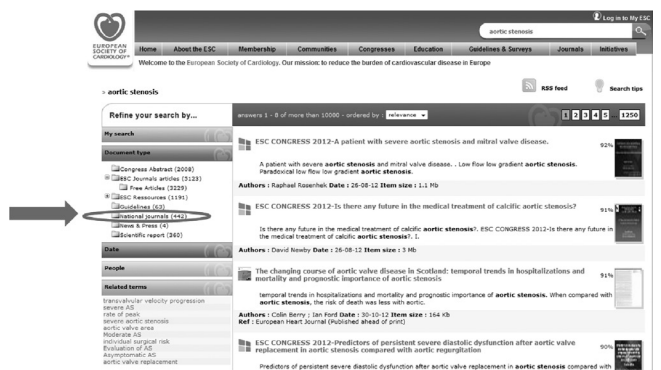 Log in to My ESC
aortic stenosis
EUROPEAN
SOCIETY OF
CARDIOLOGY®
Home About the ESC Membership Communities Congresses Education Guidelines & Surveys Journals Initiatives
Welcome to the European Society of Cardiology. Our mission: to reduce the burden of cardiovascular disease in Europe
RSS feed Search tips
» aortic stenosis
Refine your search by...
answers 1 - 8 of more than 10000 - ordered by : relevance
1 2 3 4 5 ... 1250
My search
Document type
Congress Abstract (2008)
ESC Journals articles (5123)
Free Articles (3229)
ESC Ressources (1191)
Guidelines (63)
National journals (442)
News & Press (4)
Scientific report (360)
Date
People
Related terms
transvalvular velocity progression
severe AS
rate of peak
severe aortic stenosis
aortic valve area
Moderate AS
individual surgical risk
Evaluation of AS
Asymptomatic AS
aortic valve replacement
ESC CONGRESS 2012-A patient with severe aortic stenosis and mitral valve disease.
92%
A patient with severe aortic stenosis and mitral valve disease. . Low flow low gradient aortic stenosis.
Paradoxical low flow low gradient aortic stenosis.
Authors : Raphael Rosenhek Date : 26-08-12 Item size : 1.1 Mb
ESC CONGRESS 2012-Is there any future in the medical treatment of calcific aortic stenosis?
91%
Is there any future in the medical treatment of calcific aortic stenosis?. ESC CONGRESS 2012-Is there any future in
the medical treatment of calcific aortic stenosis?. I.
Authors : David Newby Date : 26-08-12 Item size : 3 Mb
The changing course of aortic valve disease in Scotland: temporal trends in hospitalizations and
mortality and prognostic importance of aortic stenosis
91%
temporal trends in hospitalizations and mortality and prognostic importance of aortic stenosis. When compared with
aortic stenosis, the risk of death was less with aortic.
Authors : Colin Berry ; Ian Ford Date : 30-10-12 Item size : 164 Kb
Ref : European Heart Journal (Published ahead of print)
ESC CONGRESS 2012-Predictors of persistent severe diastolic dysfunction after aortic valve
replacement in aortic stenosis compared with aortic regurgitation
90%
Predictors of persistent severe diastolic dysfunction after aortic valve replacement in aortic stenosis compared with